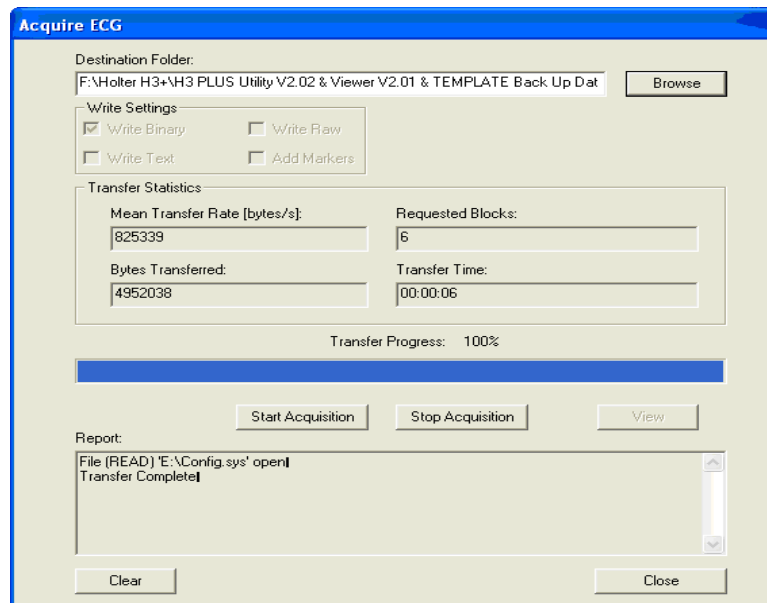 Acquire ECG
Destination Folder:
F:\Holter H3+\H3 PLUS Utility V2.02 & Viewer V2.01 & TEMPLATE Back Up Dat
Browse
Write Settings
Write Binary
Write Raw
Write Text
Add Markers
Transfer Statistics
Mean Transfer Rate [bytes/s]:
Requested Blocks:
825339
6
Bytes Transferred:
Transfer Time:
4952038
00:00:06
Transfer Progress: 100%
Start Acquisition
Stop Acquisition
View
Report:
File (READ) 'E:\Config.sys' open
Transfer Complete
Clear
Close